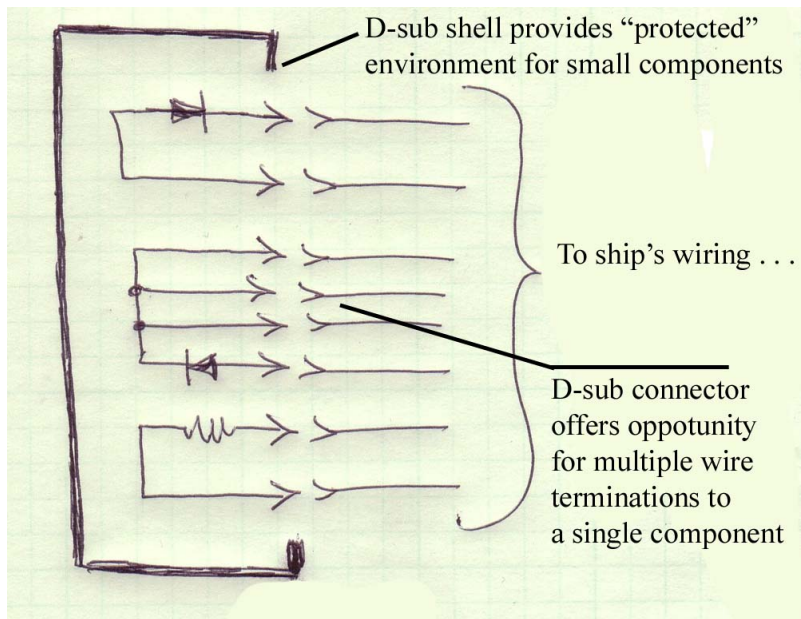 D-sub shell provides “protected”
environment for small components
To ship’s wiring . . .
D-sub connector
offers oppotunity
for multiple wire
terminations to
a single component